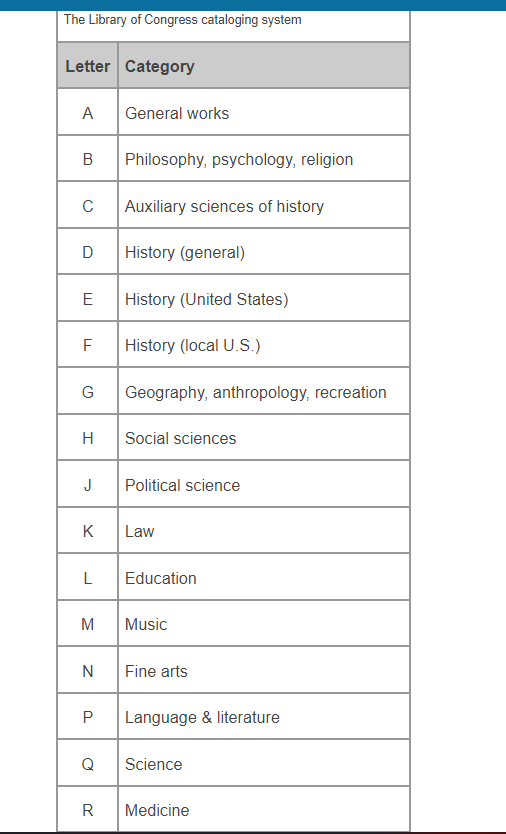 The Library of Congress cataloging system
Letter Category
A General works
B Philosophy, psychology, religion
C Auxiliary sciences of history
D History (general)
E History (United States)
F History (local U.S.)
G Geography, anthropology, recreation
H Social sciences
J Political science
K Law
L Education
M Music
N Fine arts
P Language & literature
Q Science
R Medicine